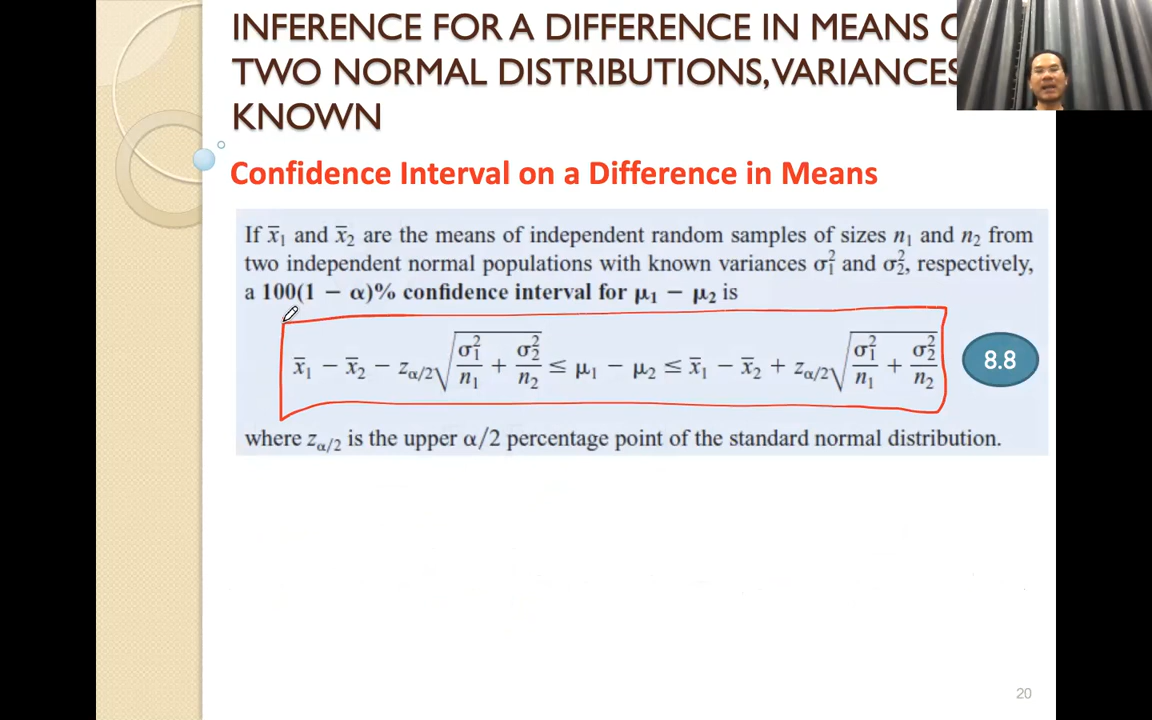 INFERENCE FOR A DIFFERENCE IN MEANS
TWO NORMAL DISTRIBUTIONS, VARIANCES
KNOWN
Confidence Interval on a Difference in Means
If x̄₁ and x̄₂ are the means of independent random samples of sizes n₁ and n₂ from
two independent normal populations with known variances σ₁² and σ₂², respectively,
a 100(1 − α)% confidence interval for μ₁ − μ₂ is
x̄₁ − x̄₂ − z_α/2 √(σ₁²/n₁ + σ₂²/n₂) ≤ μ₁ − μ₂ ≤ x̄₁ − x̄₂ + z_α/2 √(σ₁²/n₁ + σ₂²/n₂)
8.8
where z_α/2 is the upper α/2 percentage point of the standard normal distribution.
20